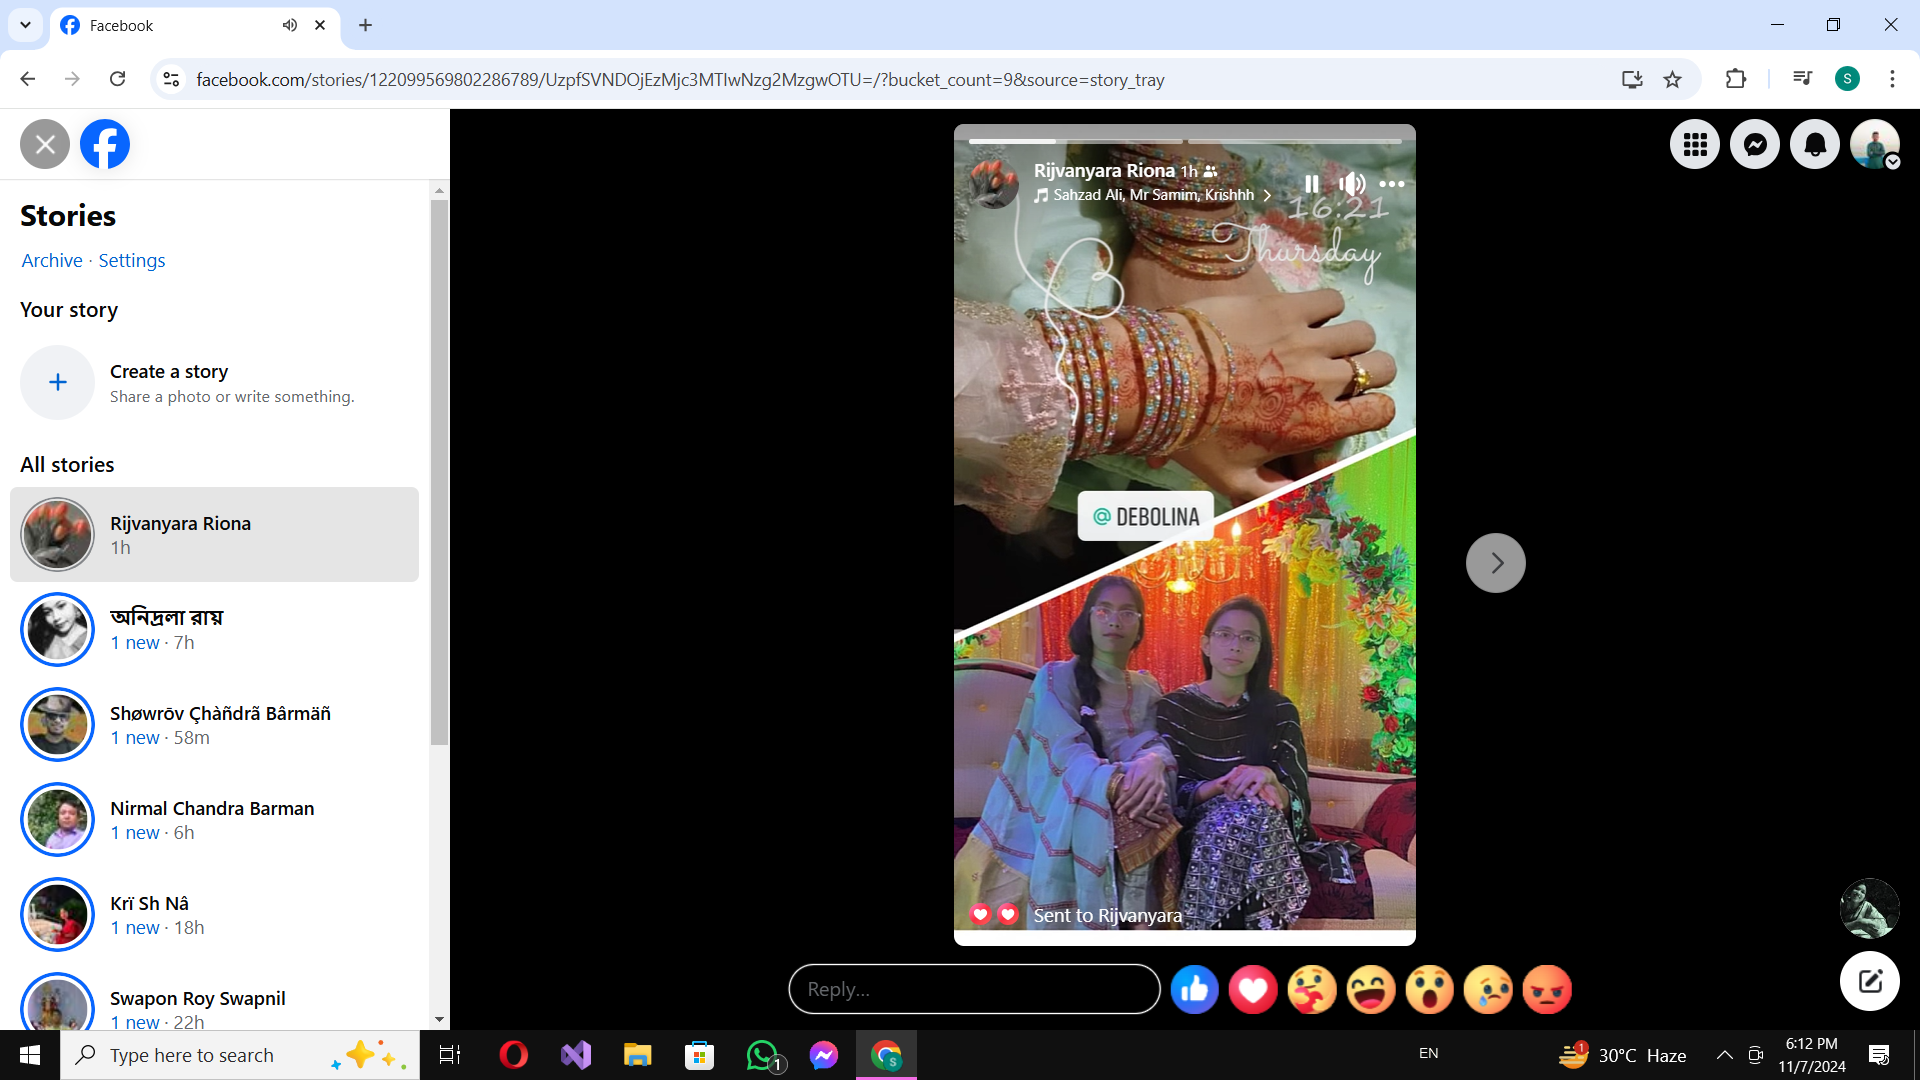 Facebook
facebook.com/stories/122099569802286789/UzpfSVNDOjEzMjc3MTIwNzg2MzgwOTU=/?bucket_count=9&source=story_tray
S
Stories
Archive · Settings
Your story
Create a story
Share a photo or write something.
All stories
Rijvanyara Riona
1h
অনিদ্রলা রায়
1 new · 7h
Shøwrōv Çhàñdrã Bârmäñ
1 new · 58m
Nirmal Chandra Barman
1 new · 6h
Krï Sh Nâ
1 new · 18h
Swapon Roy Swapnil
1 new · 22h
Rijvanyara Riona 1h
Sahzad Ali, Mr Samim, Krishhh
16:21
Thursday
@ DEBOLINA
Sent to Rijvanyara
Reply...
Type here to search
1
S
EN
1
30°C Haze
6:12 PM
11/7/2024